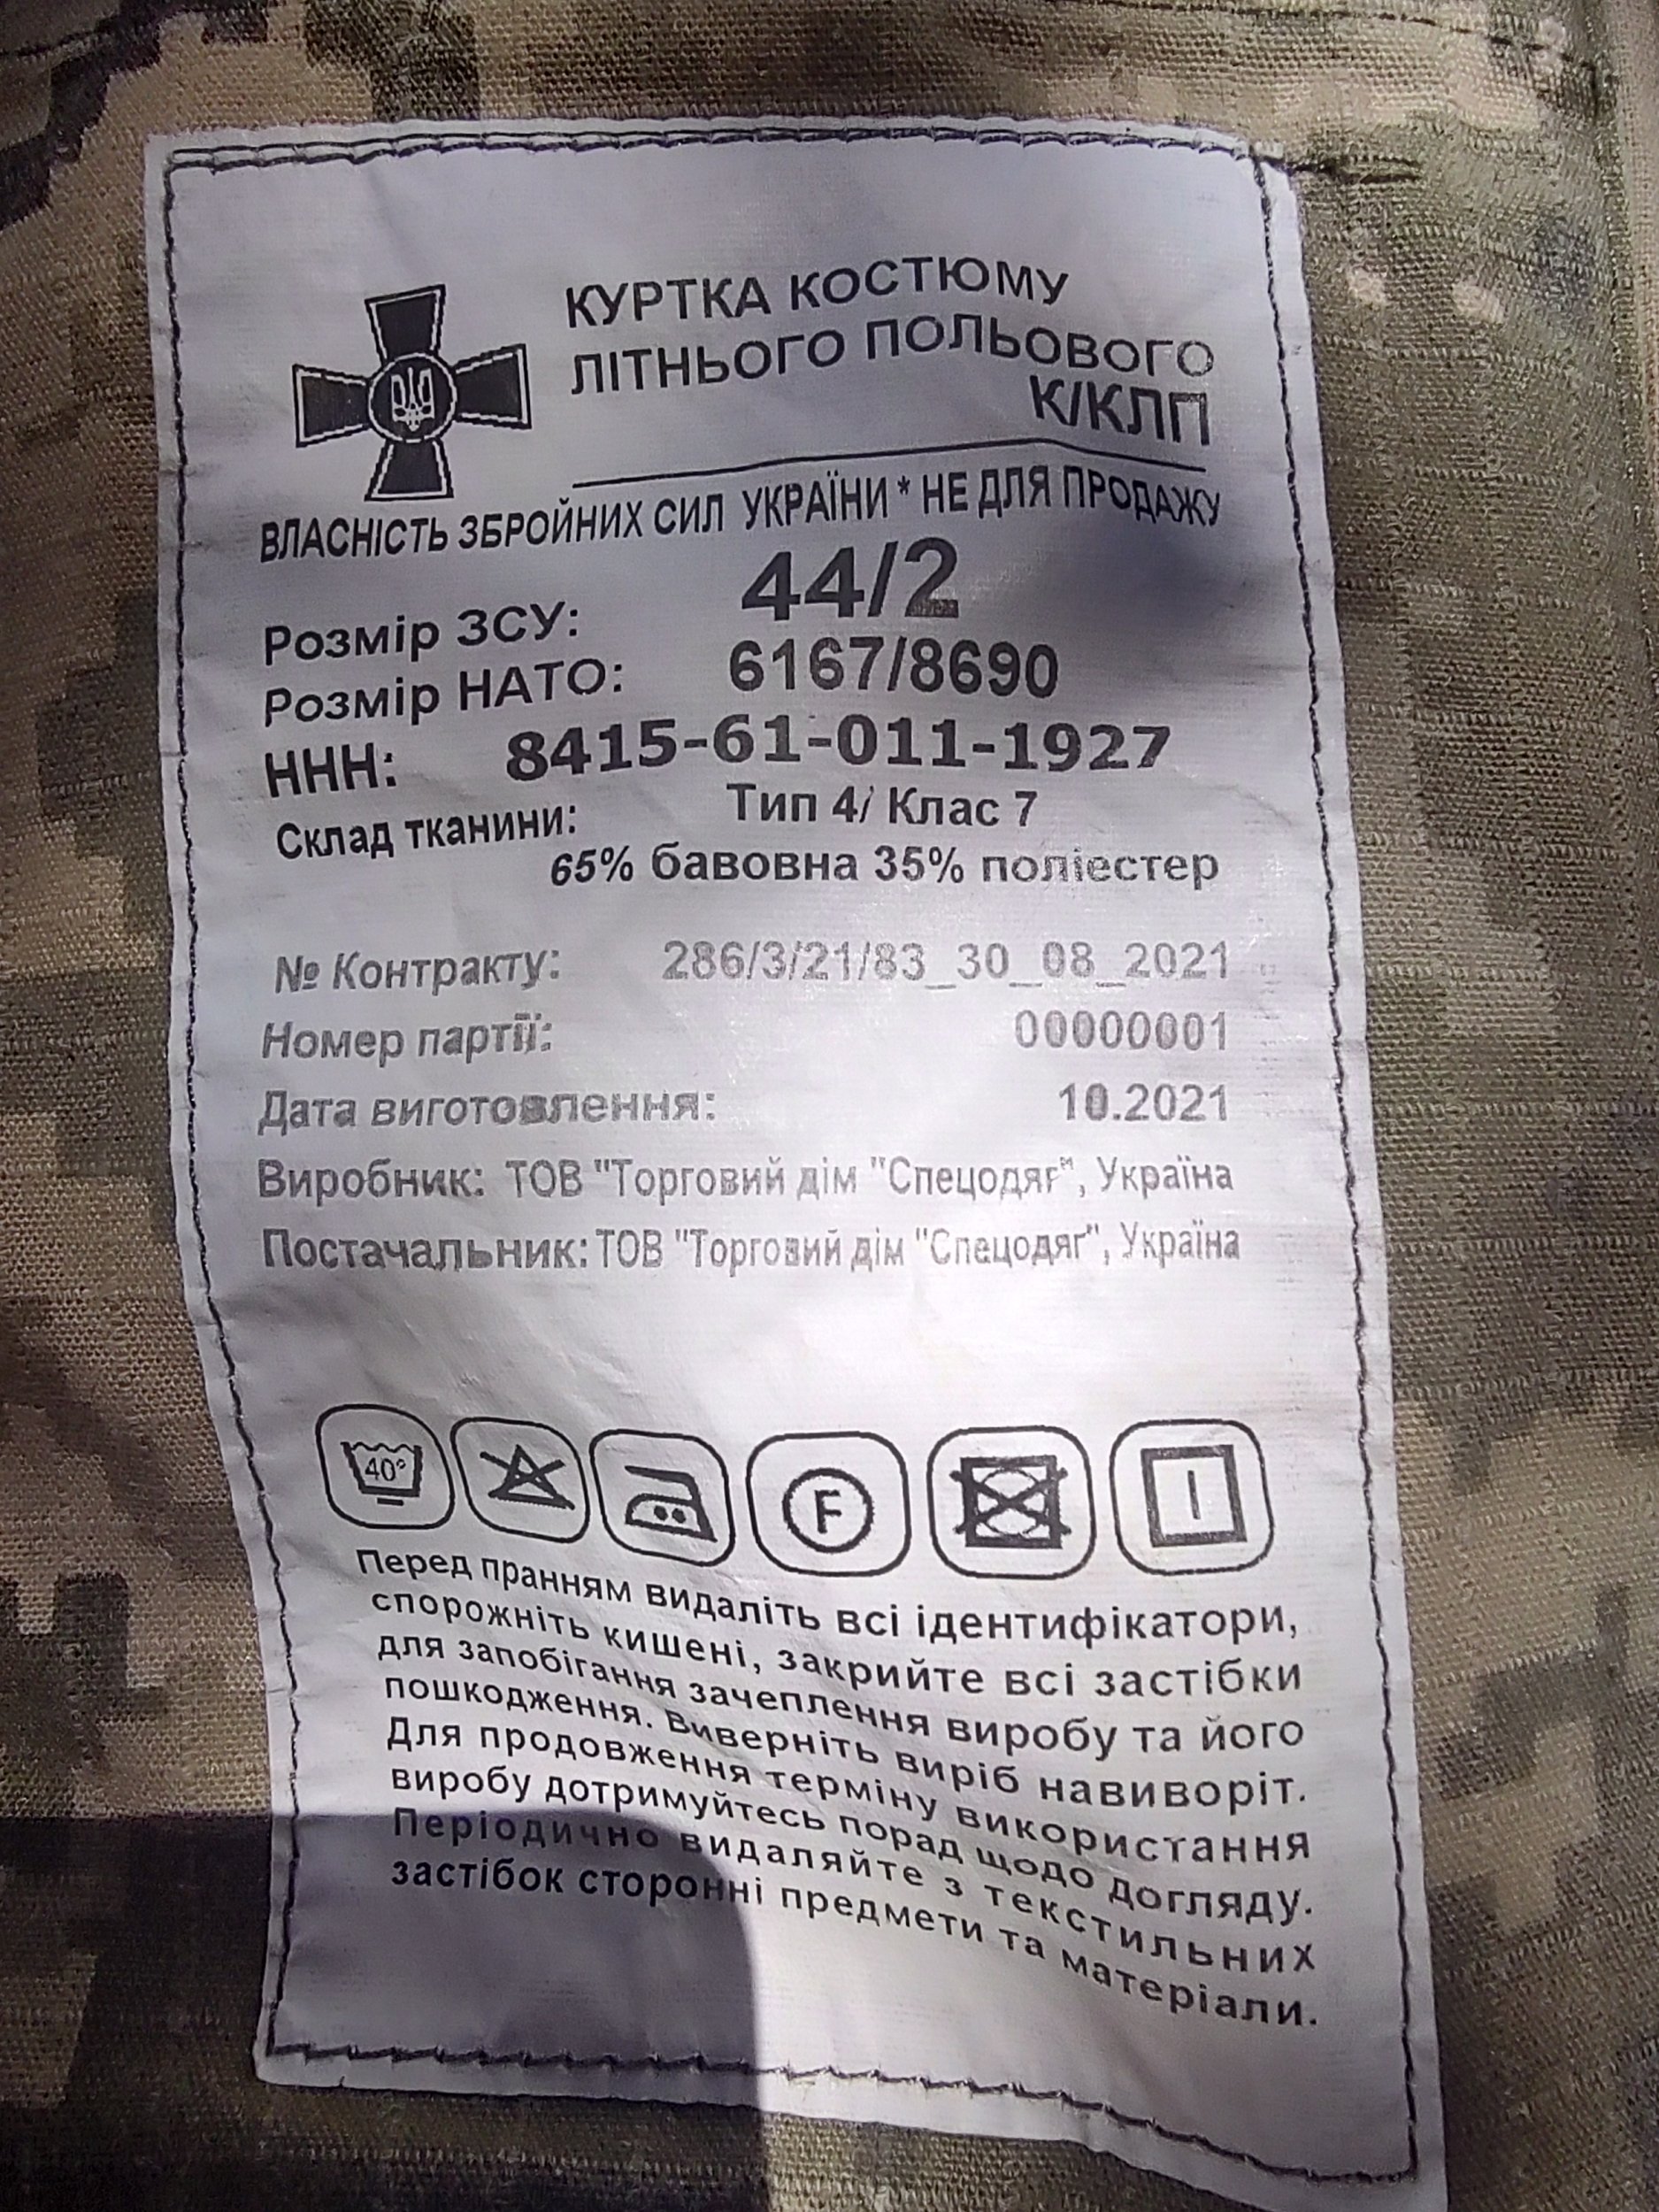 КУРТКА КОСТЮМУ
ЛІТНЬОГО ПОЛЬОВОГО
К/КЛП
ВЛАСНІСТЬ ЗБРОЙНИХ СИЛ УКРАЇНИ * НЕ ДЛЯ ПРОДАЖУ
Розмір ЗСУ: 44/2
Розмір НАТО: 6167/8690
ННН: 8415-61-011-1927
Склад тканини: Тип 4/ Клас 7
65% бавовна 35% поліестер
№ Контракту: 286/3/21/83_30_08_2021
Номер партії: 00000001
Дата виготовлення: 10.2021
Виробник: ТОВ "Торговий дім "Спецодяг", Україна
Постачальник: ТОВ "Торговий дім "Спецодяг", Україна
40° F
Перед пранням видаліть всі ідентифікатори,
спорожніть кишені, закрийте всі застібки
для запобігання зачеплення виробу та його
пошкодження. Виверніть виріб навиворіт.
Для продовження терміну використання
виробу дотримуйтесь порад щодо догляду.
Періодично видаляйте з текстильних
застібок сторонні предмети та матеріали.